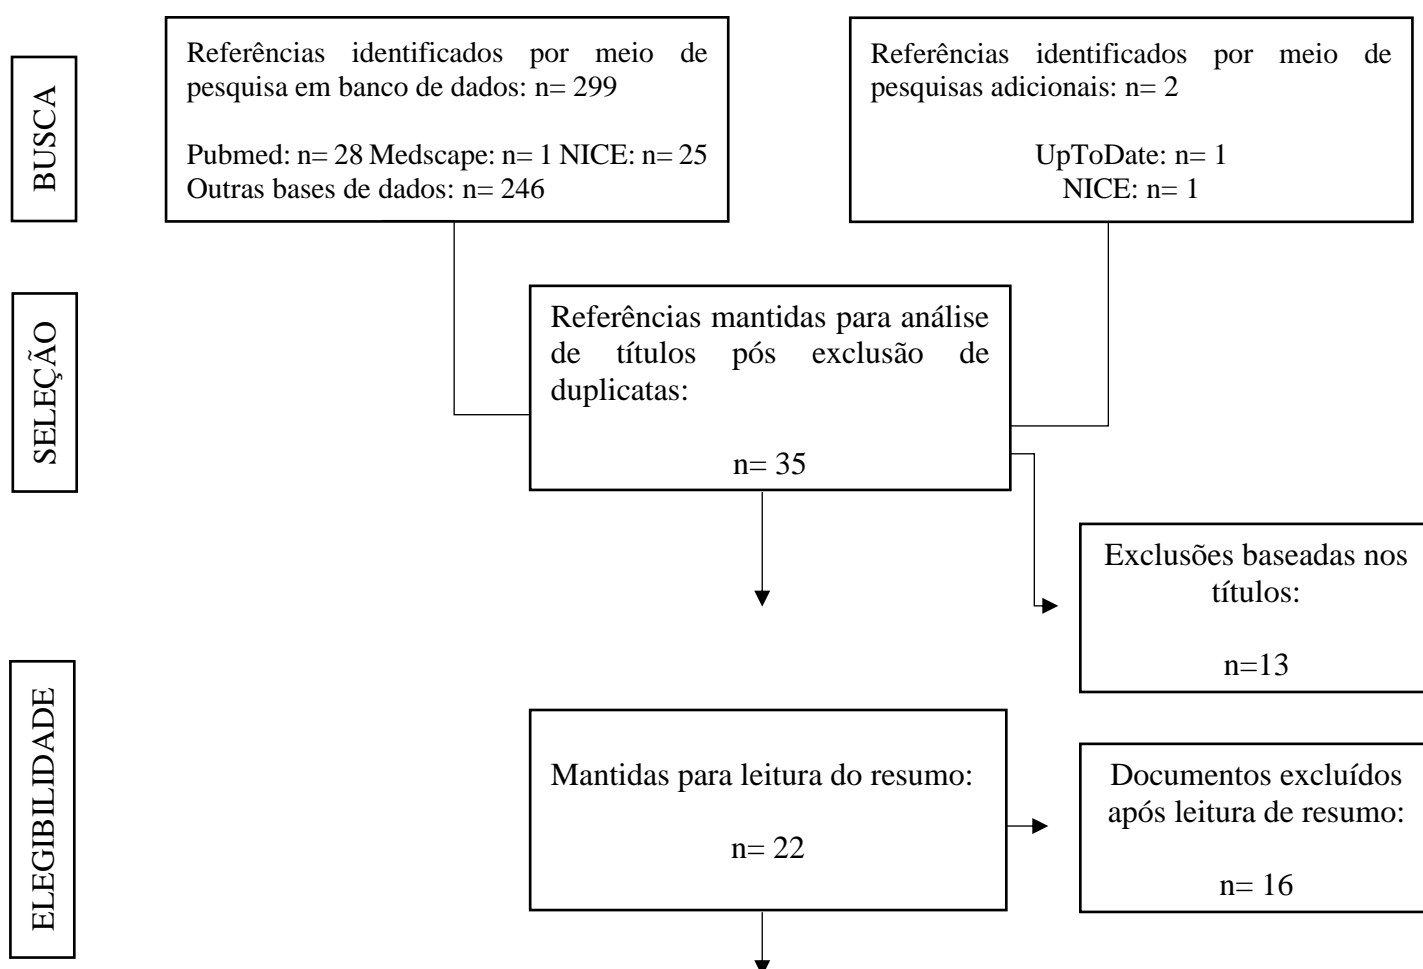 BUSCA
Referências identificados por meio de
pesquisa em banco de dados: n= 299
Pubmed: n= 28 Medscape: n= 1 NICE: n= 25
Outras bases de dados: n= 246
Referências identificados por meio de
pesquisas adicionais: n= 2
UpToDate: n= 1
NICE: n= 1
SELEÇÃO
Referências mantidas para análise
de títulos pós exclusão de
duplicatas:
n= 35
Exclusões baseadas nos
títulos:
n=13
ELEGIBILIDADE
Mantidas para leitura do resumo:
n= 22
Documentos excluídos
após leitura de resumo:
n= 16